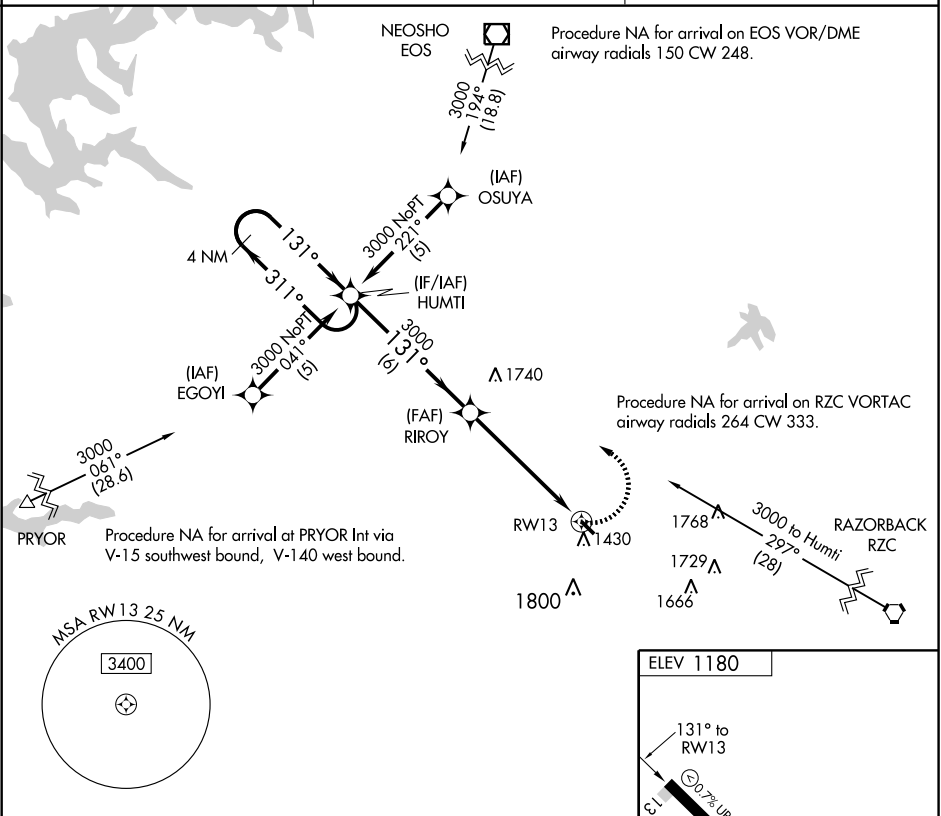 NEOSHO
EOS
Procedure NA for arrival on EOS VOR/DME
airway radials 150 CW 248.
3000
194°
(18.8)
(IAF)
OSUYA
3000 NoPT
221°
(5)
4 NM
131°
311°
(IF/IAF)
HUMTI
3000 NoPT
041°
(5)
3000
131°
(6)
(IAF)
EGOYI
1740
(FAF)
RIROY
Procedure NA for arrival on RZC VORTAC
airway radials 264 CW 333.
3000
061°
(28.6)
PRYOR
Procedure NA for arrival at PRYOR Int via
V-15 southwest bound, V-140 west bound.
RW13
1430
1768
3000 to Humti
297°
(28)
RAZORBACK
RZC
1729
1666
1800
MSA RW13 25 NM
3400
ELEV 1180
131° to
RW13
0.7% UP
13